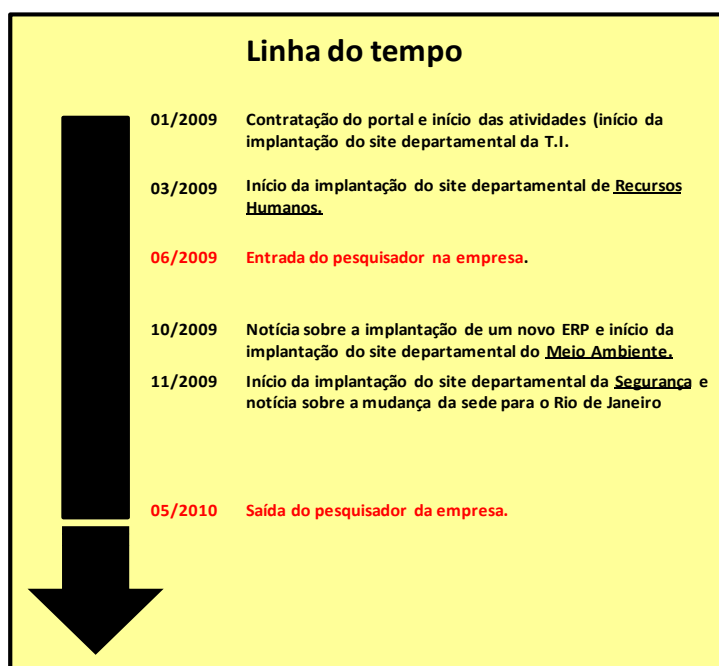 Linha do tempo
01/2009 Contratação do portal e início das atividades (início da
implantação do site departamental da T.I.
03/2009 Início da implantação do site departamental de Recursos
Humanos.
06/2009 Entrada do pesquisador na empresa.
10/2009 Notícia sobre a implantação de um novo ERP e início da
implantação do site departamental do Meio Ambiente.
11/2009 Início da implantação do site departamental da Segurança e
notícia sobre a mudança da sede para o Rio de Janeiro
05/2010 Saída do pesquisador da empresa.